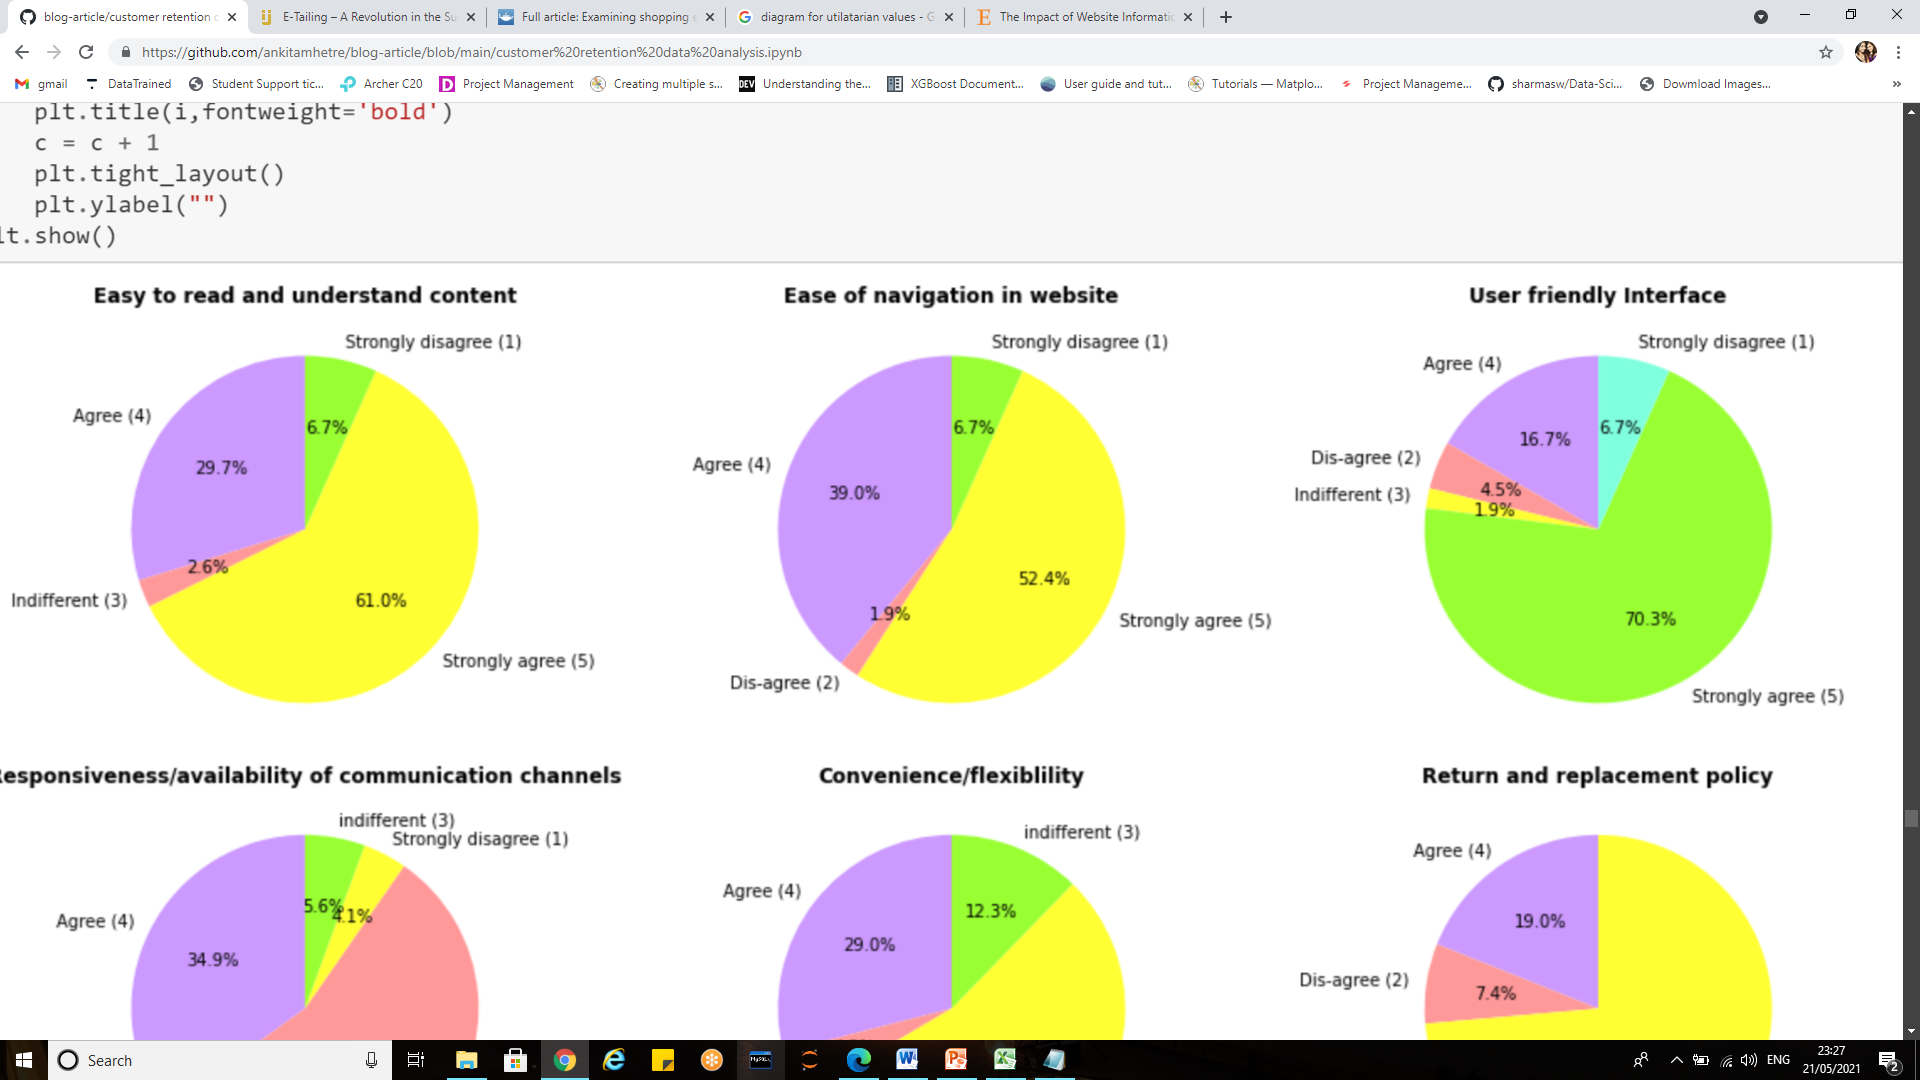 blog-article/customer retention
E-Tailing – A Revolution in the Su
Full article: Examining shopping
diagram for utilatarian values - G
The Impact of Website Informatio
https://github.com/ankitamhetre/blog-article/blob/main/customer%20retention%20data%20analysis.ipynb
gmail
DataTrained
Student Support tic...
Archer C20
Project Management
Creating multiple s...
DEV
Understanding the...
XGBoost Document...
User guide and tut...
Tutorials — Matplo...
Project Manageme...
sharmasw/Data-Sci...
Download Images...
»
plt.title(i,fontweight='bold')
c = c + 1
plt.tight_layout()
plt.ylabel("")
lt.show()
Easy to read and understand content
Strongly disagree (1)
Agree (4)
6.7%
29.7%
2.6%
Indifferent (3)
61.0%
Strongly agree (5)
Ease of navigation in website
Strongly disagree (1)
6.7%
Agree (4)
39.0%
52.4%
1.9%
Strongly agree (5)
Dis-agree (2)
User friendly Interface
Strongly disagree (1)
Agree (4)
6.7%
16.7%
Dis-agree (2)
4.5%
Indifferent (3)
1.9%
70.3%
Strongly agree (5)
Responsiveness/availability of communication channels
indifferent (3)
Strongly disagree (1)
5.6%
4.1%
Agree (4)
34.9%
Convenience/flexiblility
indifferent (3)
Agree (4)
12.3%
29.0%
Return and replacement policy
Agree (4)
19.0%
Dis-agree (2)
7.4%
Search
MySQL
ENG
23:27
21/05/2021
2